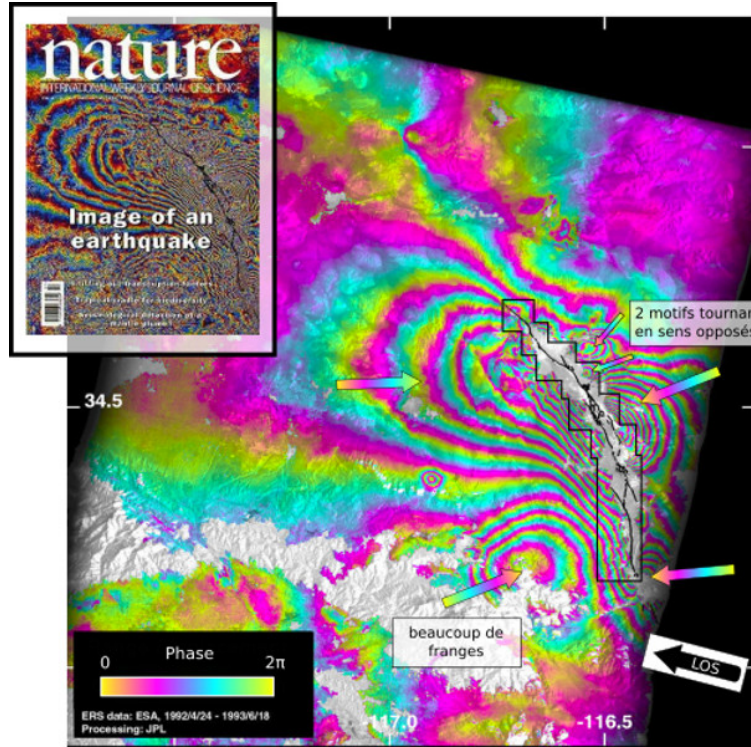 nature
INTERNATIONAL WEEKLY JOURNAL OF SCIENCE
Image of an
earthquake
2 motifs tournan
en sens opposés
34.5
beaucoup de
franges
LOS
Phase
0 2π
ERS data: ESA, 1992/4/24 - 1993/6/18
Processing: JPL
-117.0 -116.5